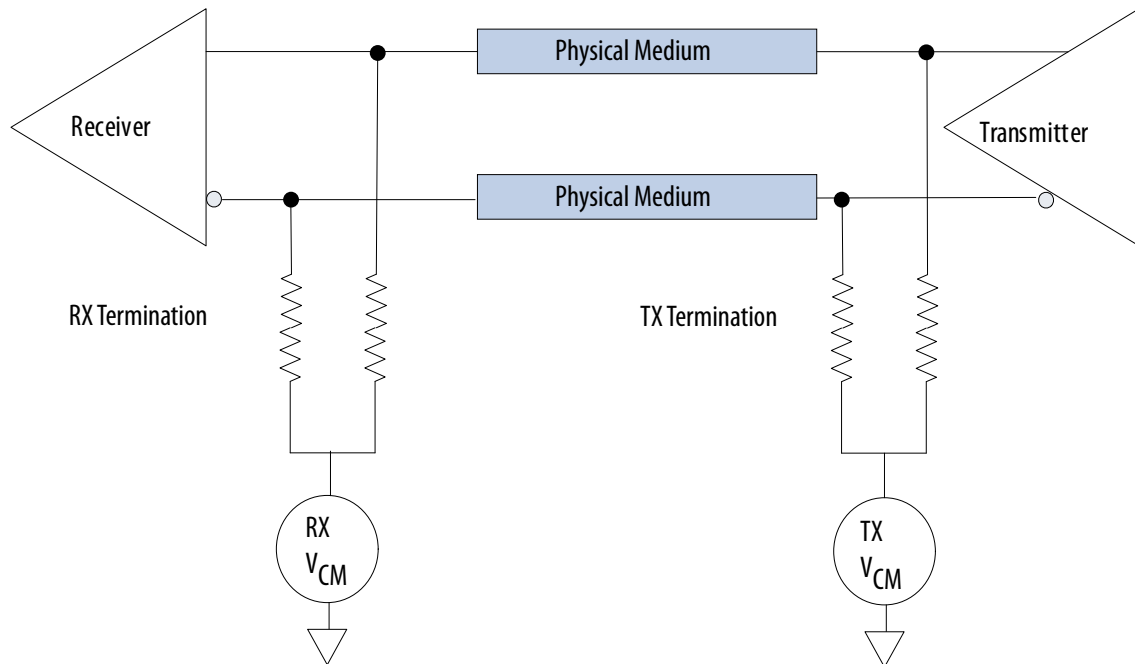 Physical Medium
Receiver
Transmitter
Physical Medium
RX Termination
TX Termination
RX
VCM
TX
VCM